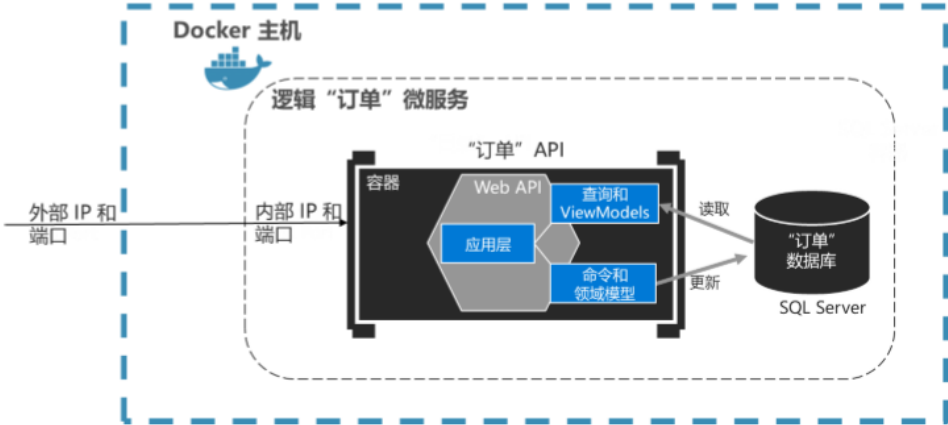 Docker 主机
逻辑“订单”微服务
“订单”API
容器
Web API
查询和
ViewModels
外部 IP 和
端口
内部 IP 和
端口
应用层
读取
“订单”
数据库
命令和
领域模型
更新
SQL Server